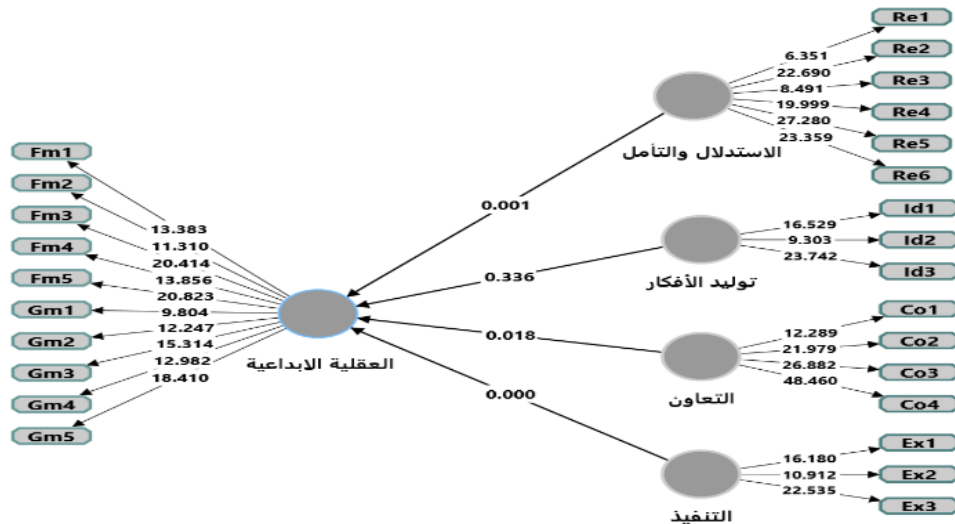 Re1
6.351
Re2
22.690
Re3
8.491
Re4
19.999
Re5
27.280
Re6
23.359
الاستدلال والتأمل
Fm1
Fm2
Fm3
Fm4
Fm5
Gm1
Gm2
Gm3
Gm4
Gm5
13.383
11.310
20.414
13.856
20.823
9.804
12.247
15.314
12.982
18.410
العقلية الابداعية
0.001
0.336
0.018
0.000
Id1
16.529
Id2
9.303
Id3
23.742
توليد الأفكار
Co1
12.289
Co2
21.979
Co3
26.882
Co4
48.460
التعاون
Ex1
16.180
Ex2
10.912
Ex3
22.535
التنفيذ